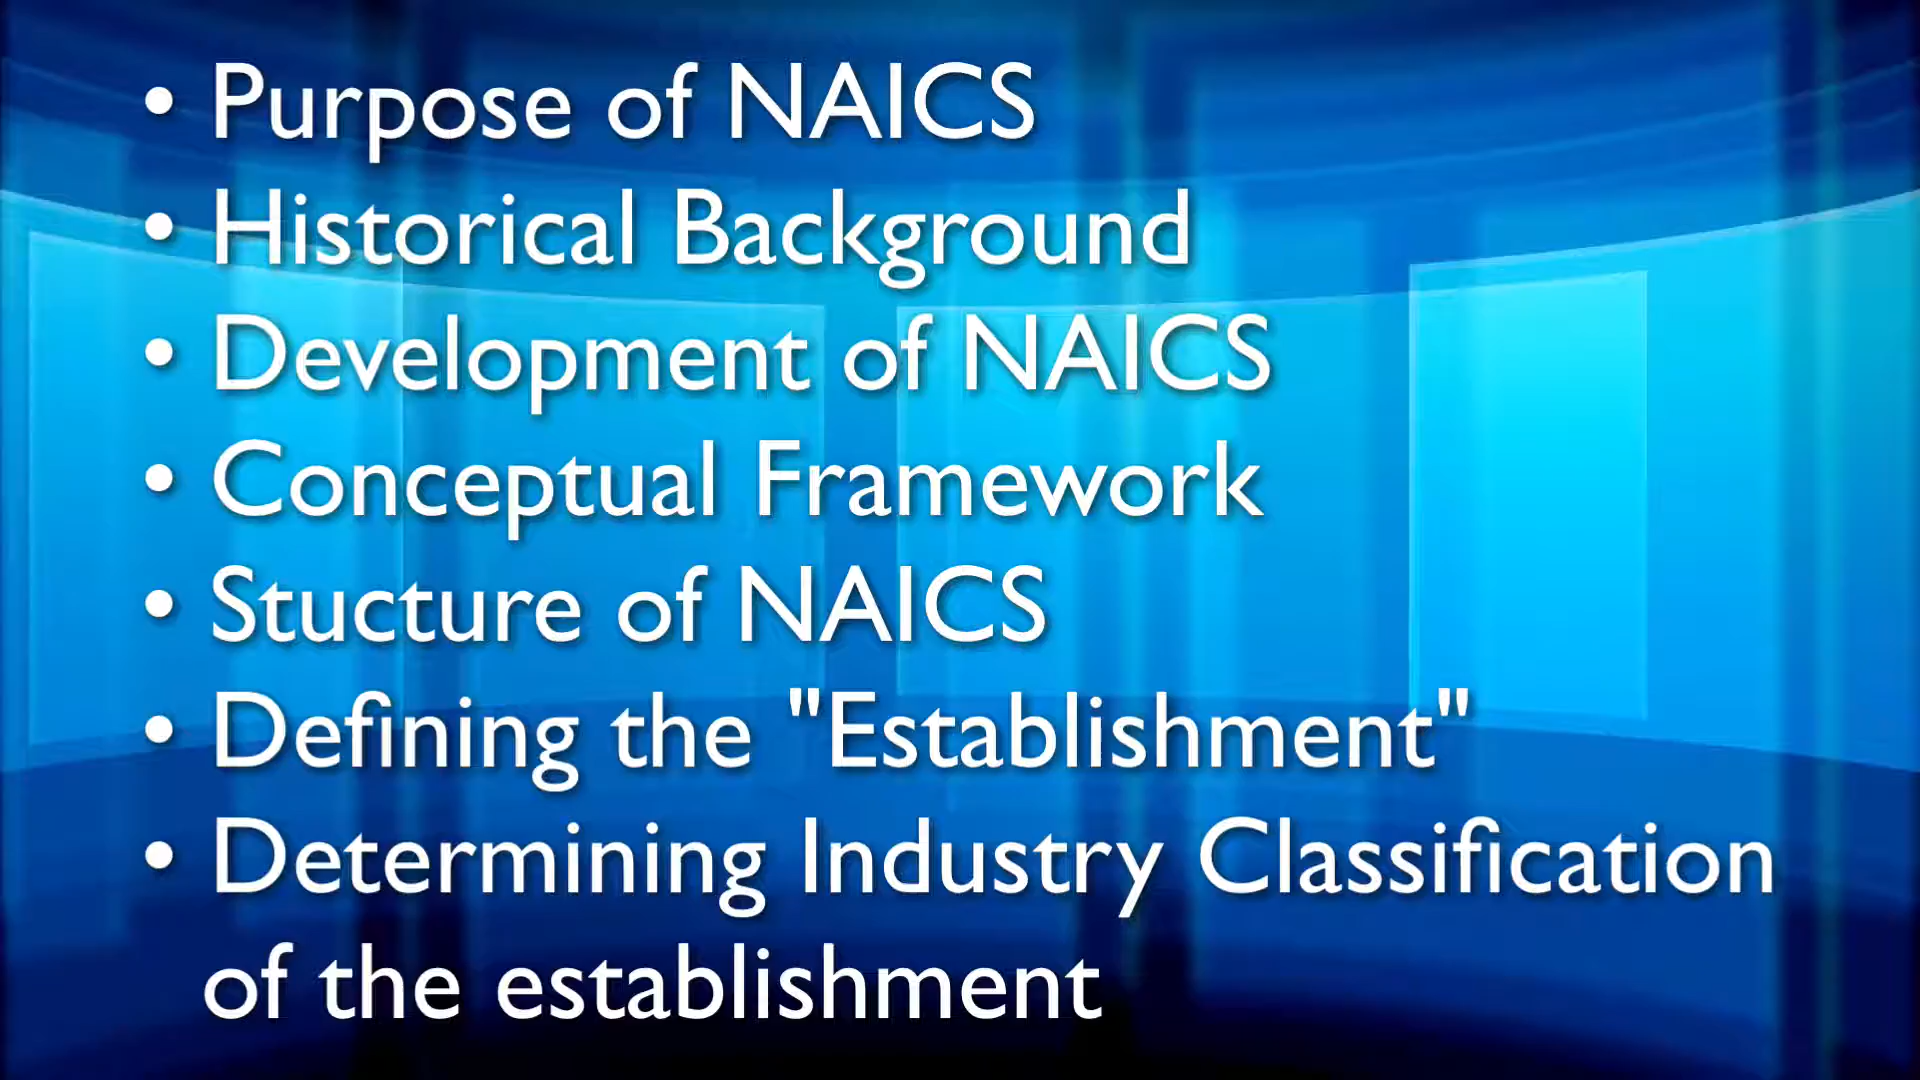 • Purpose of NAICS
• Historical Background
• Development of NAICS
• Conceptual Framework
• Stucture of NAICS
• Defining the "Establishment"
• Determining Industry Classification
of the establishment